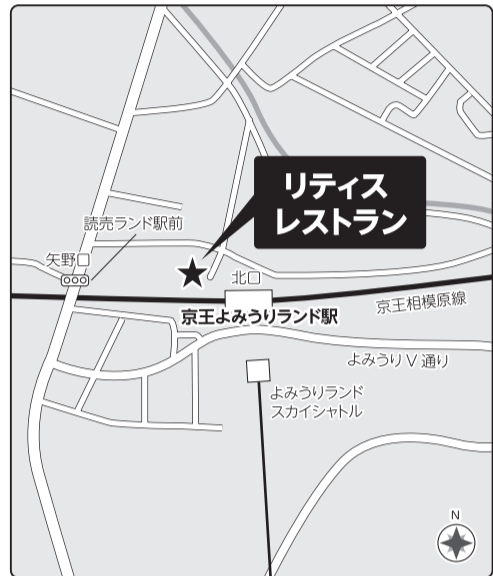 リティス
レストラン
読売ランド駅前
矢野口
北口
京王よみうりランド駅
京王相模原線
よみうりV通り
よみうりランド
スカイシャトル
N